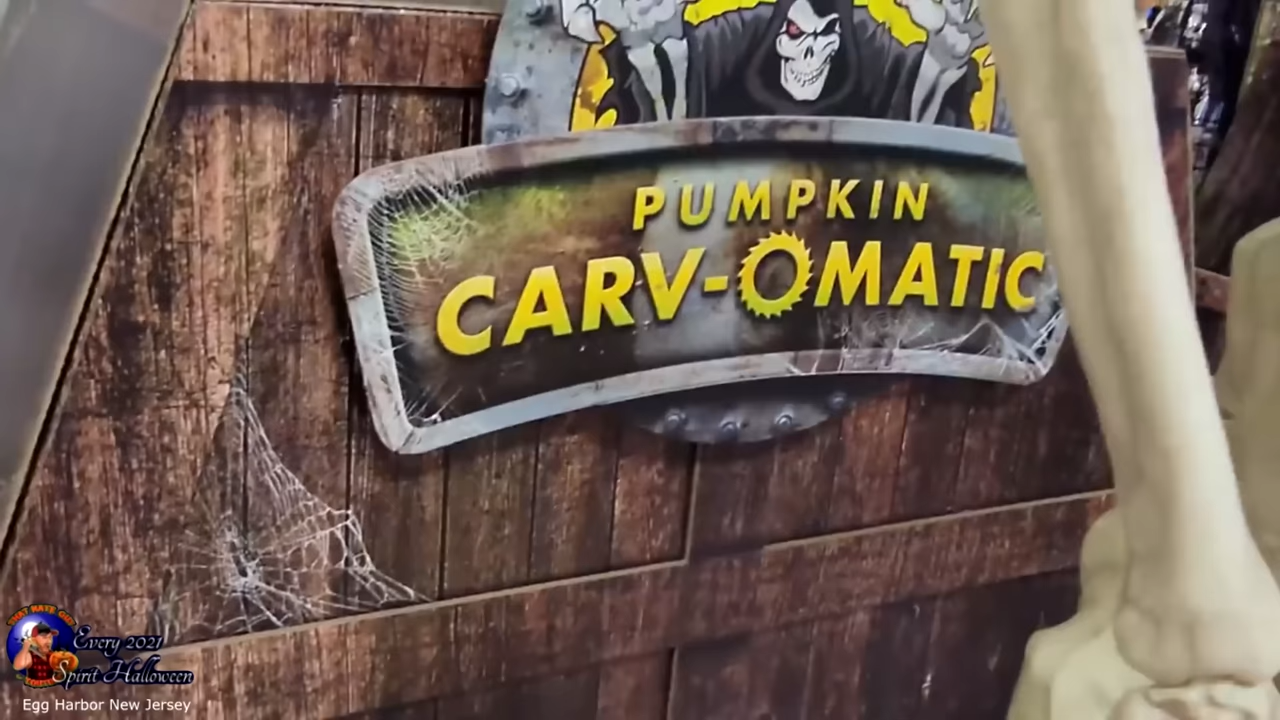 PUMPKIN
CARV-OMATIC
Every 2021
Spirit Halloween
Egg Harbor New Jersey